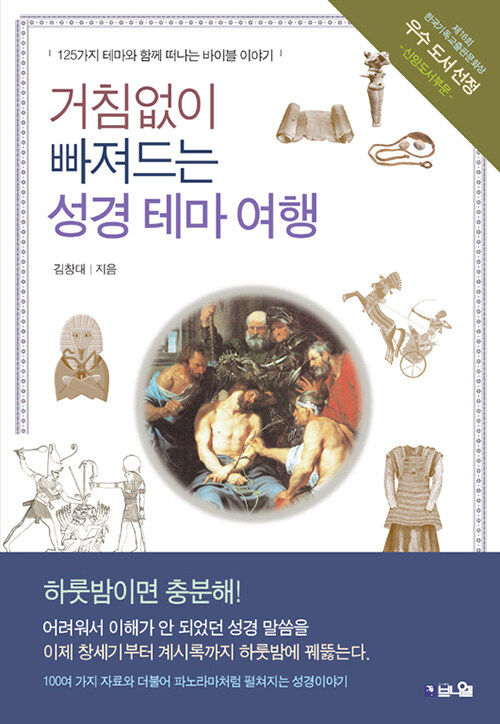 125가지 테마와 함께 떠나는 바이블 이야기
제16회
한국기독교출판문화상
우수 도서 선정
- 신앙도서부문 -
거침없이
빠져드는
성경 테마 여행
김창대 | 지음
하룻밤이면 충분해!
어려워서 이해가 안 되었던 성경 말씀을
이제 창세기부터 계시록까지 하룻밤에 꿰뚫는다.
100여 가지 자료와 더불어 파노라마처럼 펼쳐지는 성경이야기
브니엘